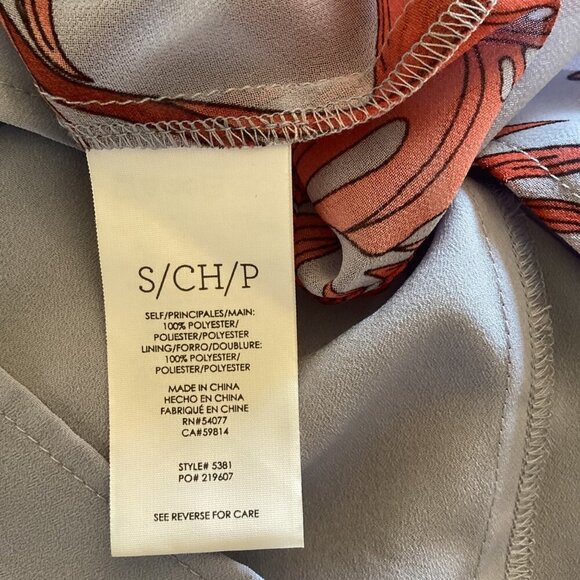 S/CH/P
SELF/PRINCIPALES/MAIN:
100% POLYESTER/
POLIESTER/POLYESTER
LINING/FORRO/DOUBLURE:
100% POLYESTER/
POLIESTER/POLYESTER
MADE IN CHINA
HECHO EN CHINA
FABRIQUÉ EN CHINE
RN#54077
CA#59814
STYLE# 5381
PO# 219607
SEE REVERSE FOR CARE